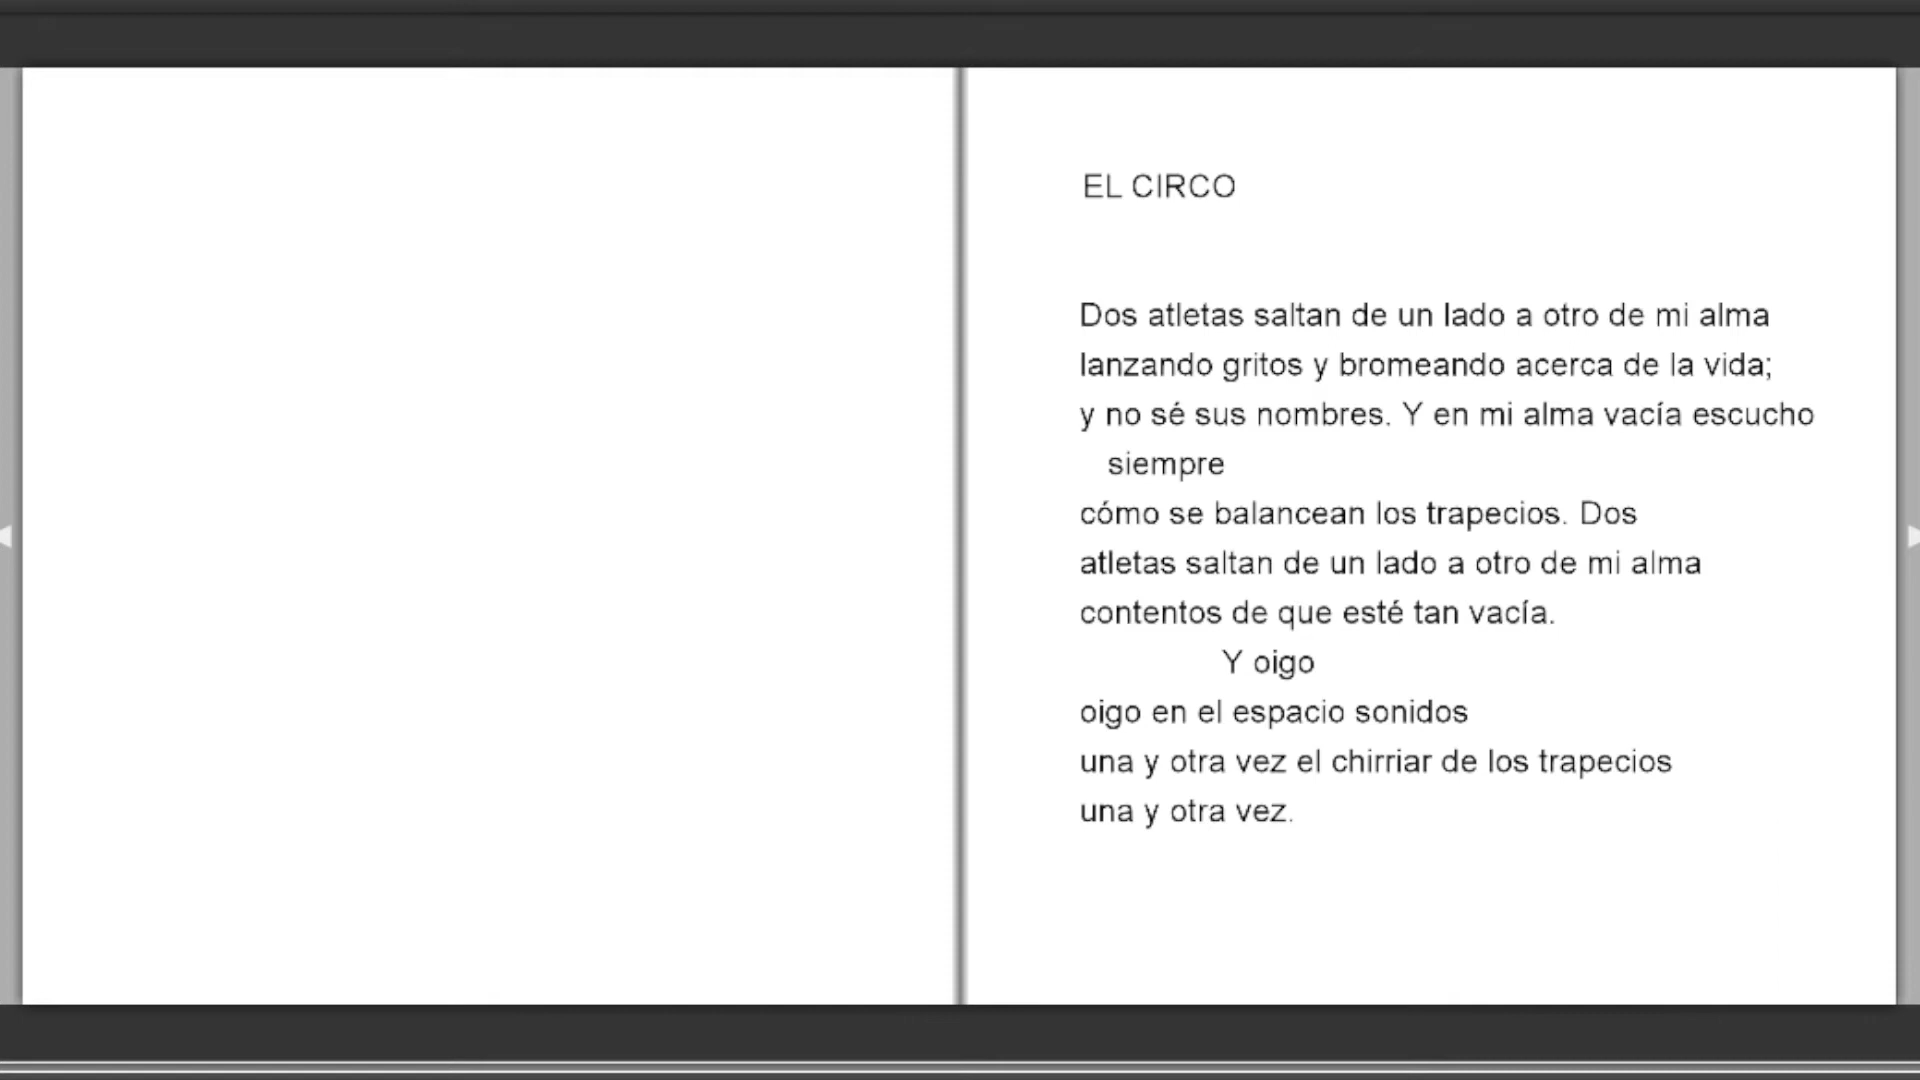 EL CIRCO
Dos atletas saltan de un lado a otro de mi alma
lanzando gritos y bromeando acerca de la vida;
y no sé sus nombres. Y en mi alma vacía escucho
siempre
cómo se balancean los trapecios. Dos
atletas saltan de un lado a otro de mi alma
contentos de que esté tan vacía.
Y oigo
oigo en el espacio sonidos
una y otra vez el chirriar de los trapecios
una y otra vez.